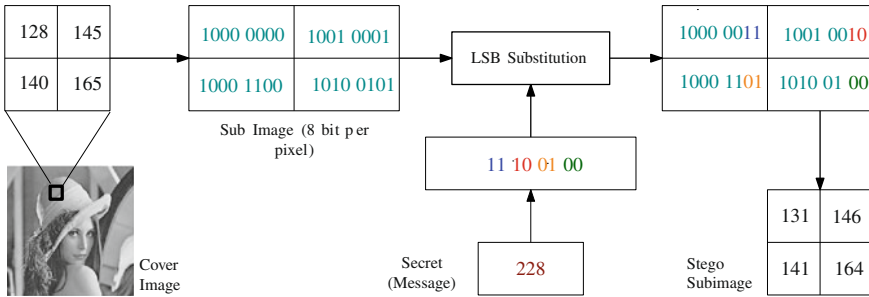 128 145
140 165
1000 0000 1001 0001
1000 1100 1010 0101
Sub Image (8 bit per
pixel)
LSB Substitution
11 10 01 00
228
Secret
(Message)
1000 0011 1001 0010
1000 1101 1010 01 00
131 146
141 164
Stego
Subimage
Cover
Image